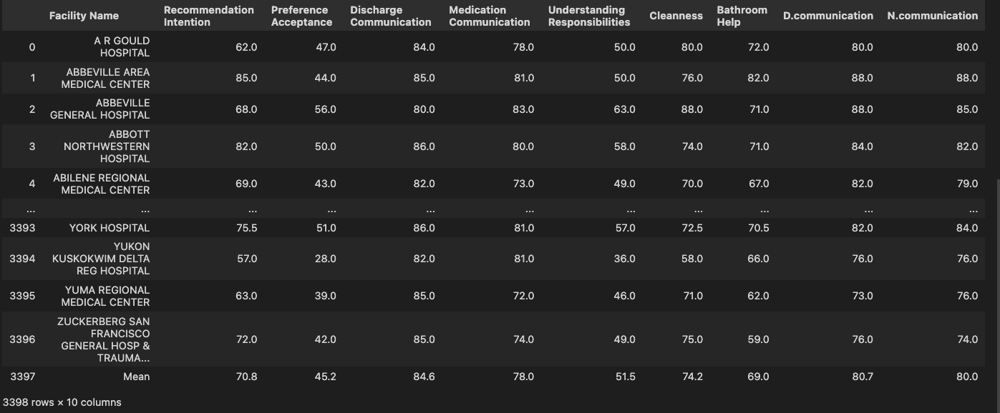 Facility Name Recommendation Intention Preference Acceptance Discharge Communication Medication Communication Understanding Responsibilities Cleanness Bathroom Help D.communication N.communication
0 A R GOULD HOSPITAL 62.0 47.0 84.0 78.0 50.0 80.0 72.0 80.0 80.0
1 ABBEVILLE AREA MEDICAL CENTER 85.0 44.0 85.0 81.0 50.0 76.0 82.0 88.0 88.0
2 ABBEVILLE GENERAL HOSPITAL 68.0 56.0 80.0 83.0 63.0 88.0 71.0 88.0 85.0
3 ABBOTT NORTHWESTERN HOSPITAL 82.0 50.0 86.0 80.0 58.0 74.0 71.0 84.0 82.0
4 ABILENE REGIONAL MEDICAL CENTER 69.0 43.0 82.0 73.0 49.0 70.0 67.0 82.0 79.0
... ... ... ... ... ... ... ... ... ... ...
3393 YORK HOSPITAL 75.5 51.0 86.0 81.0 57.0 72.5 70.5 82.0 84.0
3394 YUKON KUSKOKWIM DELTA REG HOSPITAL 57.0 28.0 82.0 81.0 36.0 58.0 66.0 76.0 76.0
3395 YUMA REGIONAL MEDICAL CENTER 63.0 39.0 85.0 72.0 46.0 71.0 62.0 73.0 76.0
3396 ZUCKERBERG SAN FRANCISCO GENERAL HOSP & TRAUMA... 72.0 42.0 85.0 74.0 49.0 75.0 59.0 76.0 74.0
3397 Mean 70.8 45.2 84.6 78.0 51.5 74.2 69.0 80.7 80.0
3398 rows × 10 columns